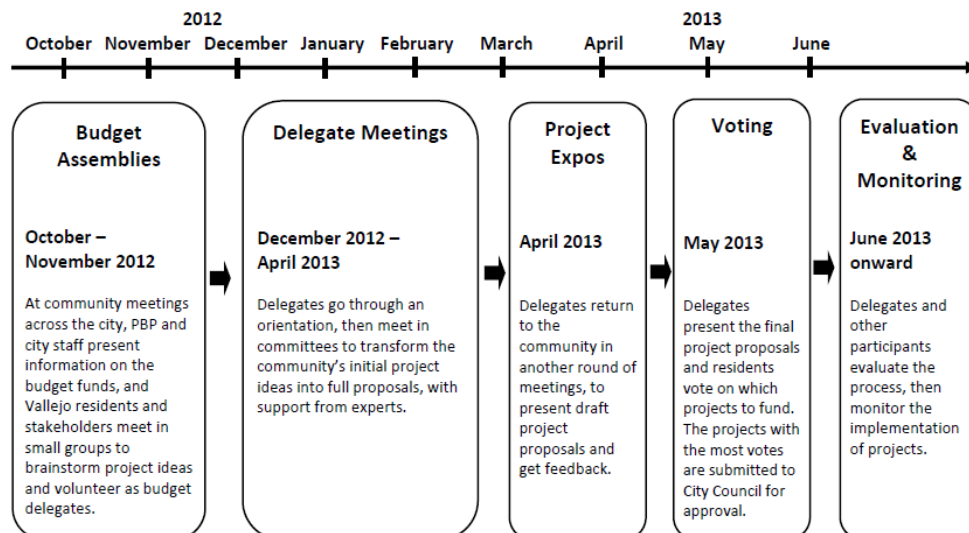 2012 2013
October November December January February March April May June
Budget
Assemblies
October –
November 2012
At community meetings
across the city, PBP and
city staff present
information on the
budget funds, and
Vallejo residents and
stakeholders meet in
small groups to
brainstorm project ideas
and volunteer as budget
delegates.
Delegate Meetings
December 2012 –
April 2013
Delegates go through an
orientation, then meet in
committees to transform the
community's initial project
ideas into full proposals, with
support from experts.
Project
Expos
April 2013
Delegates return
to the
community in
another round of
meetings, to
present draft
project
proposals and
get feedback.
Voting
May 2013
Delegates
present the final
project proposals
and residents
vote on which
projects to fund.
The projects with
the most votes
are submitted to
City Council for
approval.
Evaluation
&
Monitoring
June 2013
onward
Delegates and
other
participants
evaluate the
process, then
monitor the
implementation
of projects.